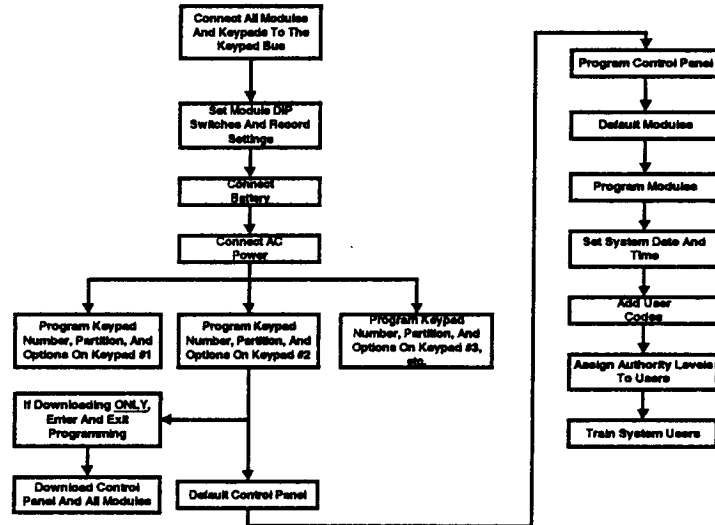 Connect All Modules
And Keypads To The
Keypad Bus
Set Module DIP
Switches And Record
Settings
Connect
Battery
Connect AC
Power
Program Keypad
Number, Partition, And
Options On Keypad #1
Program Keypad
Number, Partition, And
Options On Keypad #2
Program Keypad
Number, Partition, And
Options On Keypad #3,
etc.
If Downloading ONLY,
Enter And Exit
Programming
Download Control
Panel And All Modules
Default Control Panel
Program Control Panel
Default Modules
Program Modules
Set System Date And
Time
Add User
Codes
Assign Authority Levels
To Users
Train System Users